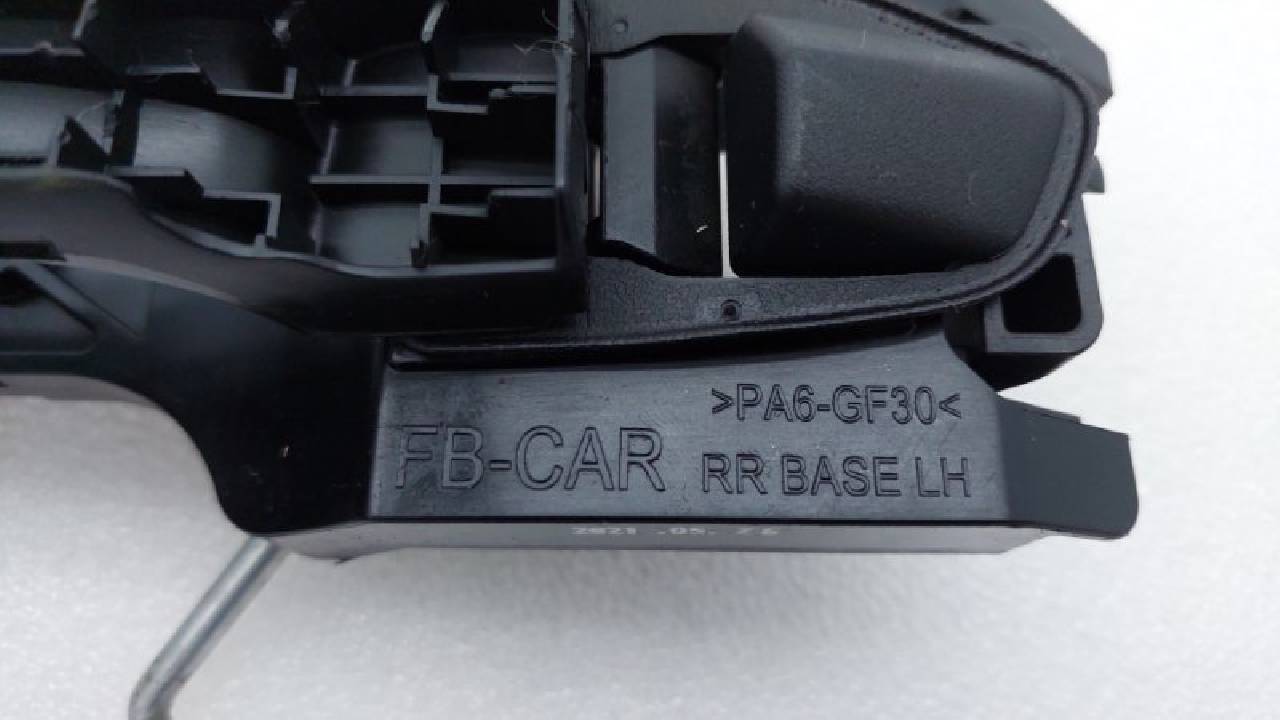 >PA6-GF30<
FB-CAR
RR BASE LH